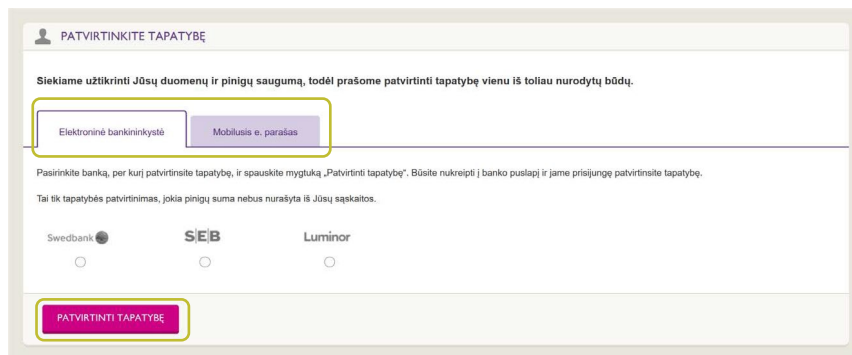 PATVIRTINKITE TAPATYBĘ
Siekiame užtikrinti Jūsų duomenų ir pinigų saugumą, todėl prašome patvirtinti tapatybę vienu iš toliau nurodytų būdų.
Elektroninė bankininkystė Mobilusis e. parašas
Pasirinkite banką, per kurį patvirtinsite tapatybę, ir spauskite mygtuką „Patvirtinti tapatybę“. Būsite nukreipti į banko puslapį ir jame prisijungę patvirtinsite tapatybę.
Tai tik tapatybės patvirtinimas, jokia pinigų suma nebus nurašyta iš Jūsų sąskaitos.
Swedbank S|E|B Luminor
PATVIRTINTI TAPATYBĘ